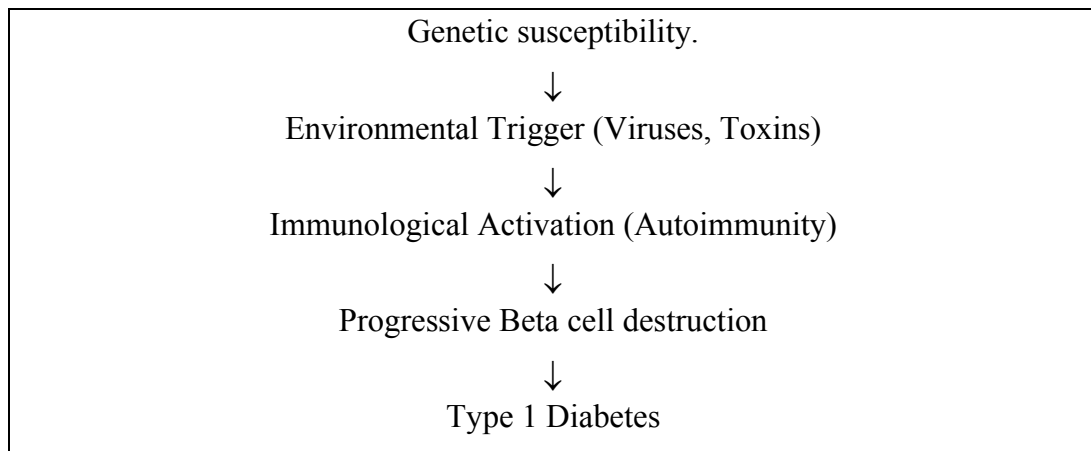 Genetic susceptibility.
↓
Environmental Trigger (Viruses, Toxins)
↓
Immunological Activation (Autoimmunity)
↓
Progressive Beta cell destruction
↓
Type 1 Diabetes